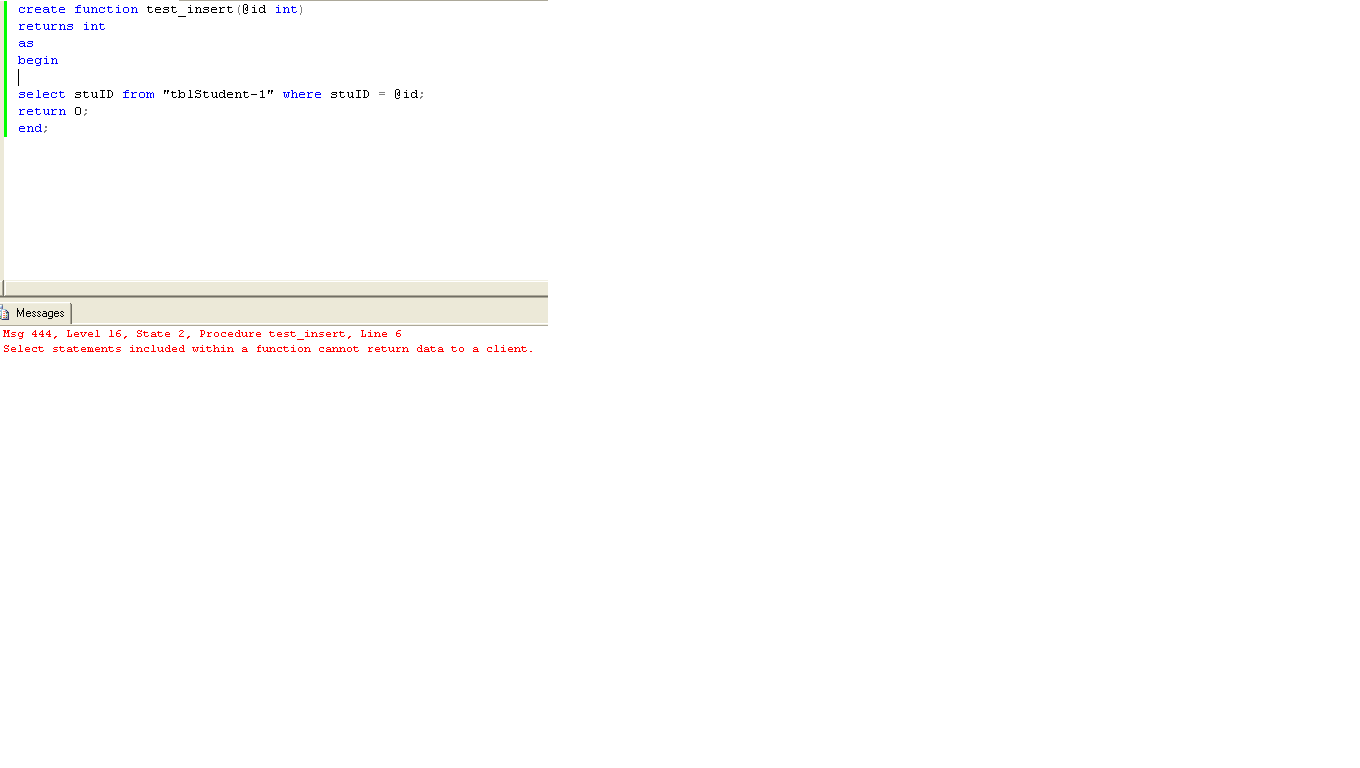 create function test_insert(@id int)
returns int
as
begin
select stuID from "tblStudent-1" where stuID = @id;
return 0;
end;
Messages
Msg 444, Level 16, State 2, Procedure test_insert, Line 6
Select statements included within a function cannot return data to a client.